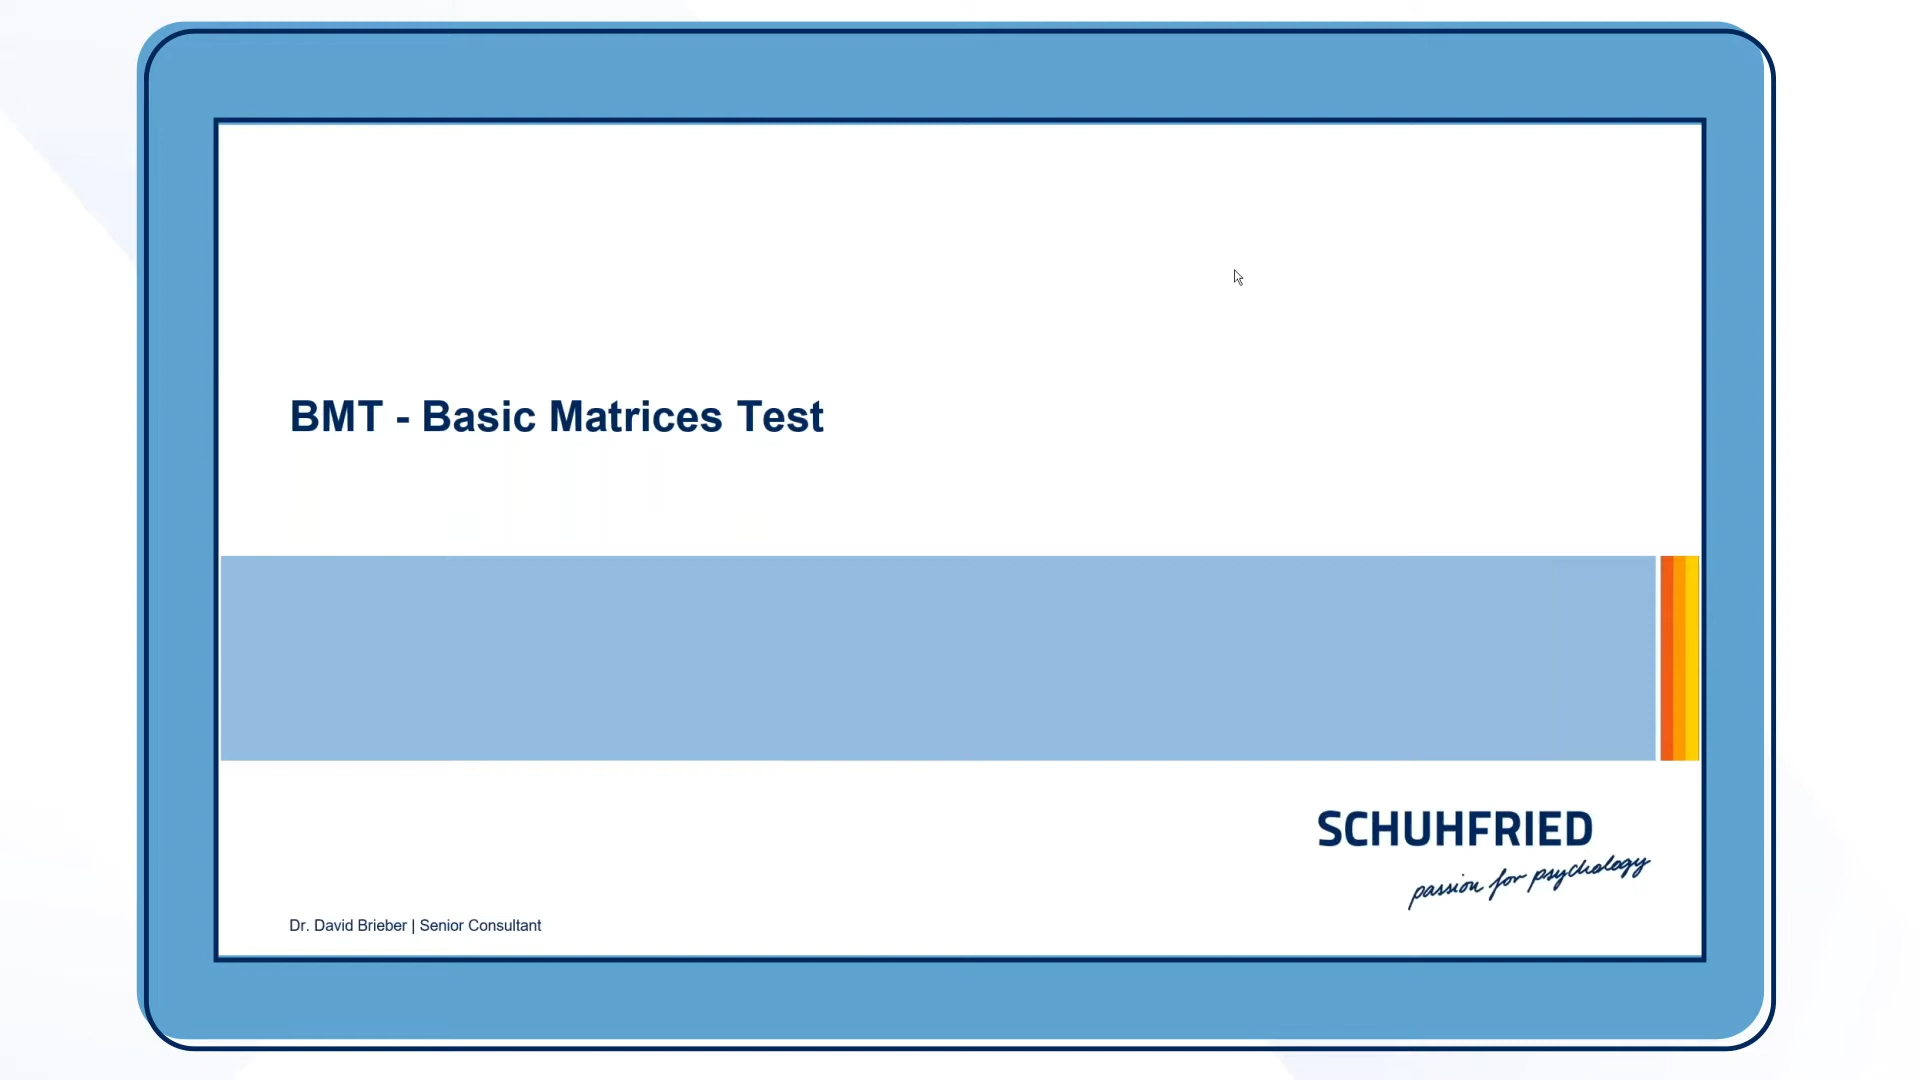 BMT - Basic Matrices Test
SCHUHFRIED
passion for psychology
Dr. David Brieber | Senior Consultant